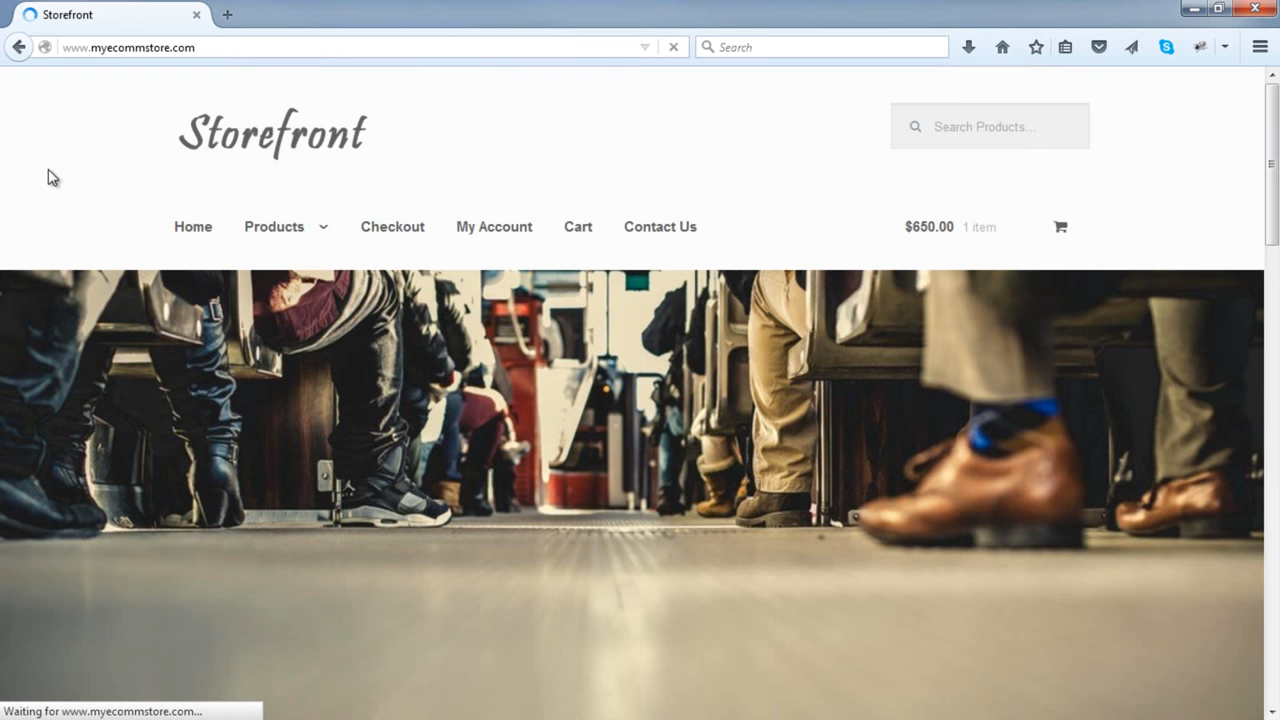 Storefront
www.myecommstore.com
Search
Storefront
Search Products...
Home Products Checkout My Account Cart Contact Us $650.00 1 item
Waiting for www.myecommstore.com...